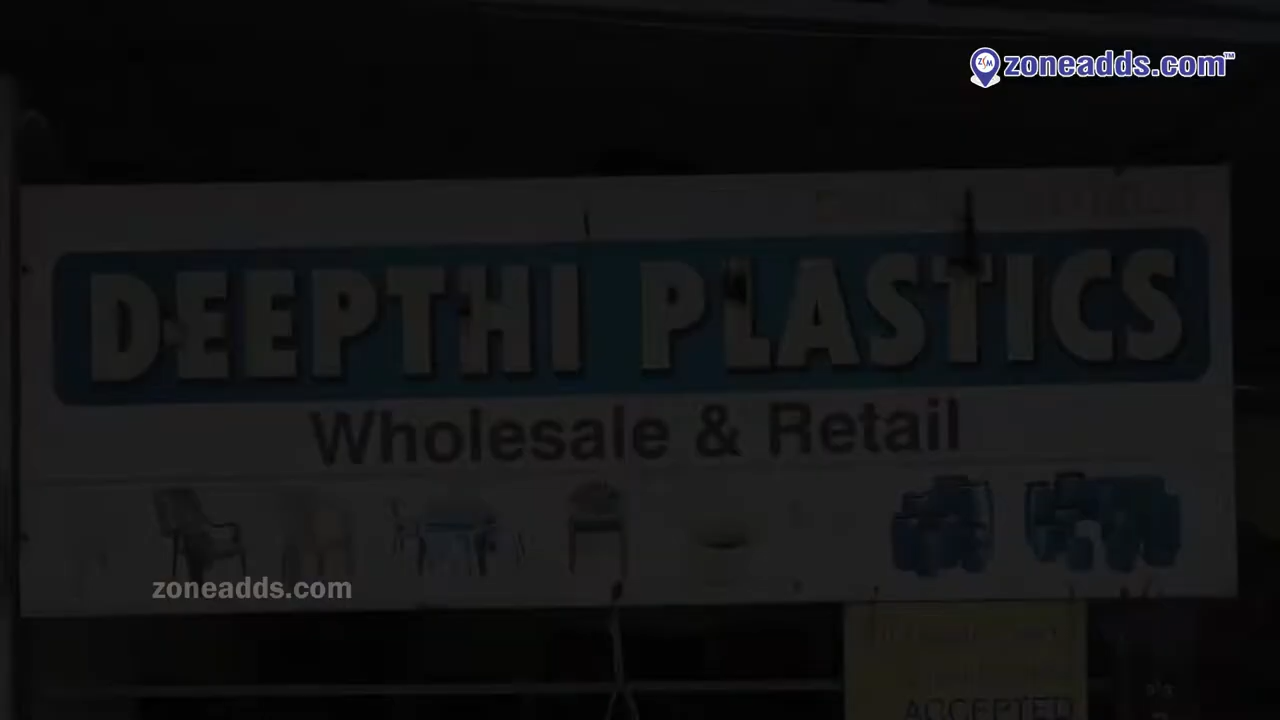 zoneadds.com™
DEEPTHI PLASTICS
Wholesale & Retail
zoneadds.com
ACCEPTED